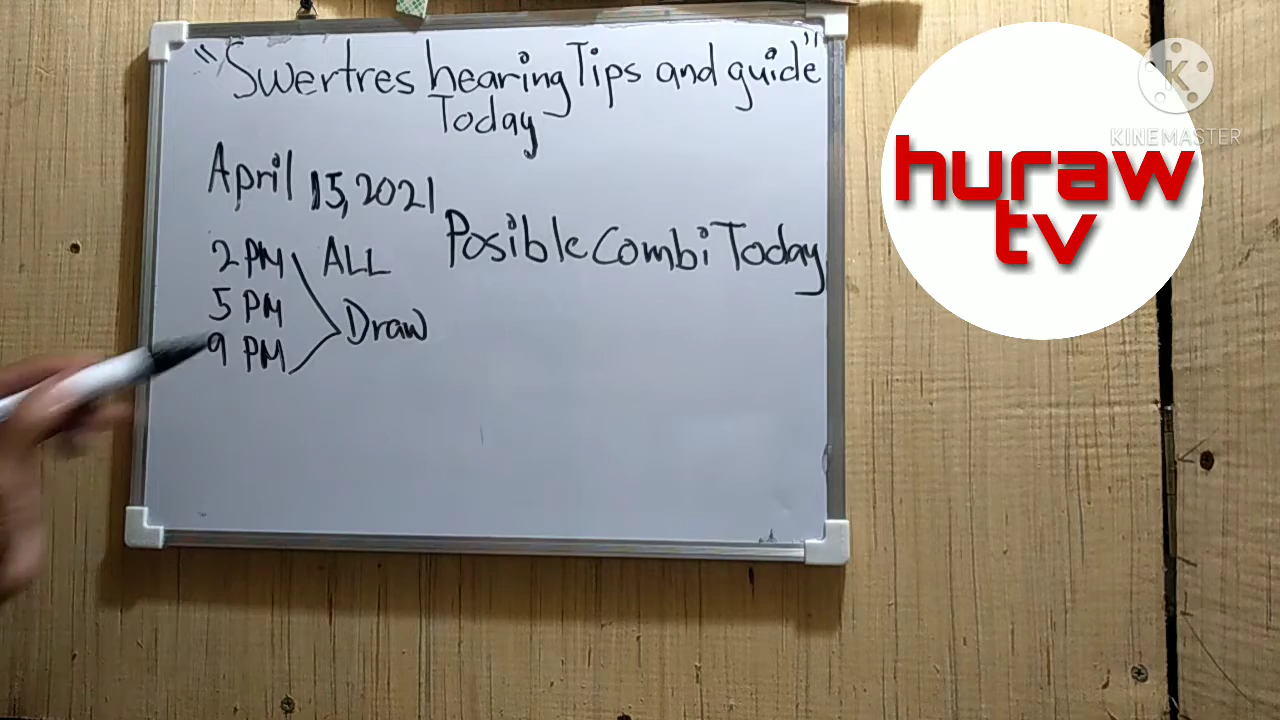 "Swertres hearing Tips and guide"
Today
April 15, 2021
Posible Combi Today
2 PM ALL
5 PM
Draw
9 PM
KINEMASTER
huraw
tv